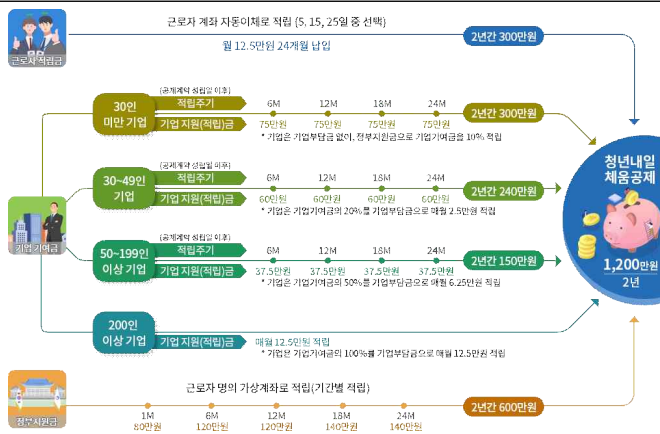 근로자 계좌 자동이체로 적립 (5, 15, 25일 중 선택)
월 12.5만원 24개월 납입
2년간 300만원
근로자 적립금
(공제계약 성립일 이후)
30인
미만 기업
적립주기
기업 지원(적립)금
6M 12M 18M 24M
75만원 75만원 75만원 75만원
2년간 300만원
* 기업은 기업부담금 없이, 정부지원금으로 기업기여금을 10% 적립
(공제계약 성립일 이후)
30~49인
기업
적립주기
기업 지원(적립)금
6M 12M 18M 24M
60만원 60만원 60만원 60만원
2년간 240만원
* 기업은 기업기여금의 20%를 기업부담금으로 매월 2.5만원 적립
기업 기여금
(공제계약 성립일 이후)
50~199인
이상 기업
적립주기
기업 지원(적립)금
6M 12M 18M 24M
37.5만원 37.5만원 37.5만원 37.5만원
2년간 150만원
* 기업은 기업기여금의 50%를 기업부담금으로 매월 6.25만원 적립
200인
이상 기업
기업 지원(적립)금
매월 12.5만원 적립
* 기업은 기업기여금의 100%를 기업부담금으로 매월 12.5만원 적립
청년내일
채움공제
1,200만원
2년
근로자 명의 가상계좌로 적립(기간별 적립)
정부지원금
1M 6M 12M 18M 24M
80만원 120만원 120만원 140만원 140만원
2년간 600만원